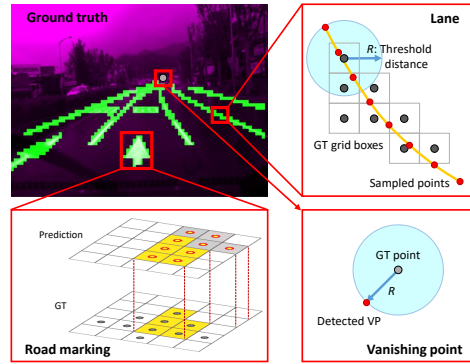 Ground truth
Lane
R: Threshold
distance
GT grid boxes
Sampled points
Prediction
GT
Road marking
GT point
R
Detected VP
Vanishing point